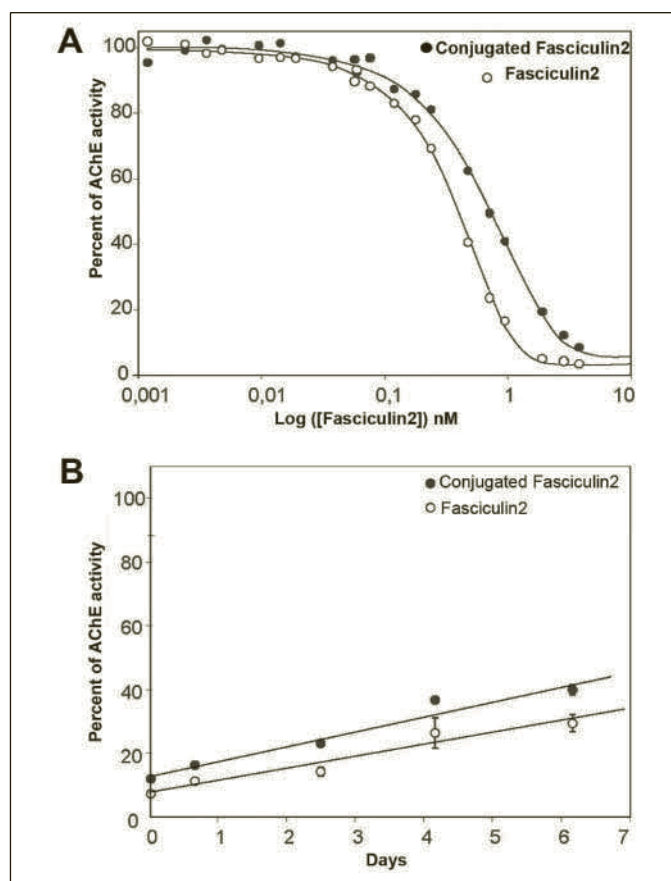 A
Conjugated Fasciculin2
Fasciculin2
Percent of AChE activity
100
80
60
40
20
0
0,001
0,01
0,1
1
10
Log ([Fasciculin2]) nM
B
Conjugated Fasciculin2
Fasciculin2
Percent of AChE activity
100
80
60
40
20
0
0
1
2
3
4
5
6
7
Days